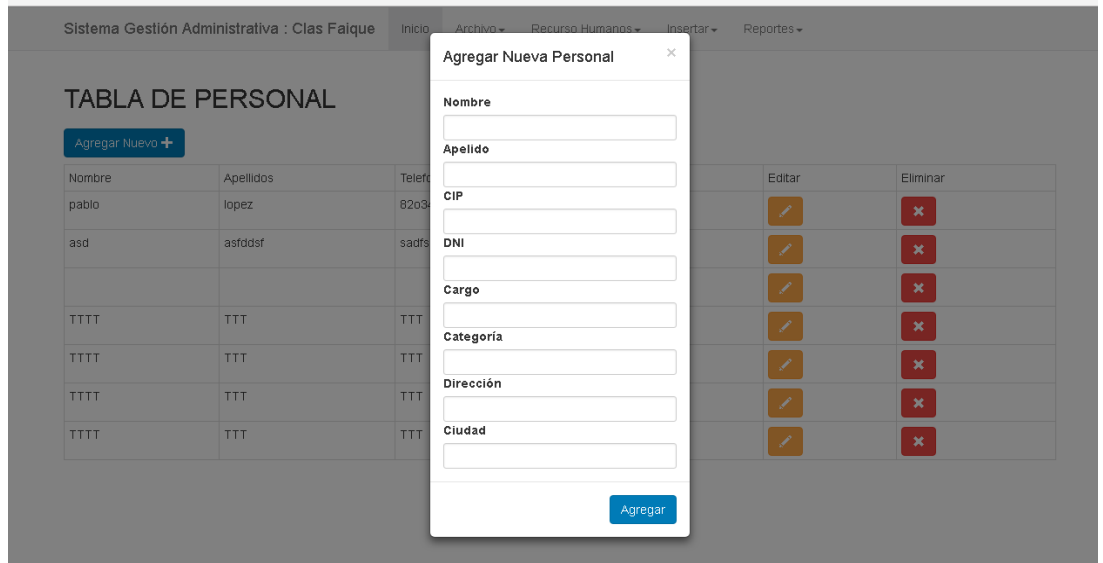 Sistema Gestión Administrativa : Clas Faique Inicio Archivo Recurso Humanos Insertar Reportes
TABLA DE PERSONAL
Agregar Nuevo
Nombre Apellidos Editar Eliminar
pablo lopez
asd asfddsf
TTTT TTT TTT
TTTT TTT TTT
TTTT TTT TTT
TTTT TTT TTT
Agregar Nueva Personal ×
Nombre
Apelido
CIP
DNI
Cargo
Categoría
Dirección
Ciudad
Agregar